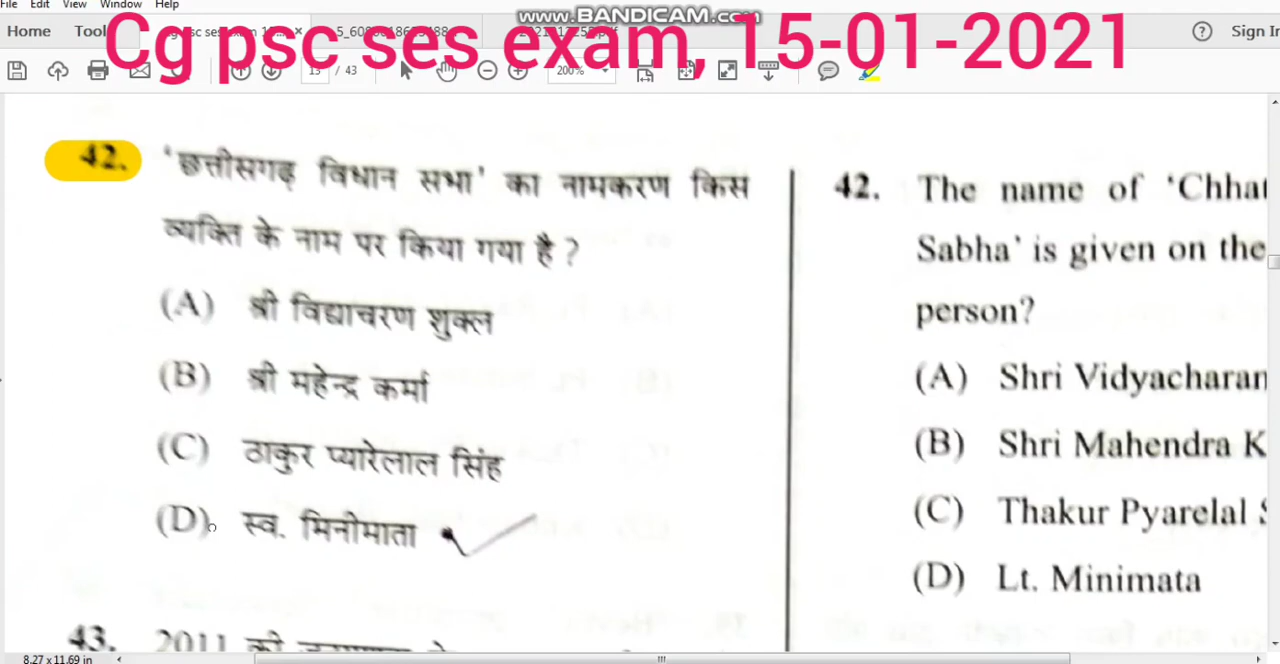 www.BANDICAM.com
File Edit View Window Help
Home Tool
Cg psc ses exam, 15-01-2021
Sign In
13 / 43
200%
42. 'छत्तीसगढ़ विधान सभा' का नामकरण किस
व्यक्ति के नाम पर किया गया है ?
(A) श्री विद्याचरण शुक्ल
(B) श्री महेन्द्र कर्मा
(C) ठाकुर प्यारेलाल सिंह
(D) स्व. मिनीमाता
43. 2011 की
42. The name of 'Chhat
Sabha' is given on the
person?
(A) Shri Vidyacharan
(B) Shri Mahendra K
(C) Thakur Pyarelal S
(D) Lt. Minimata
8.27 x 11.69 in